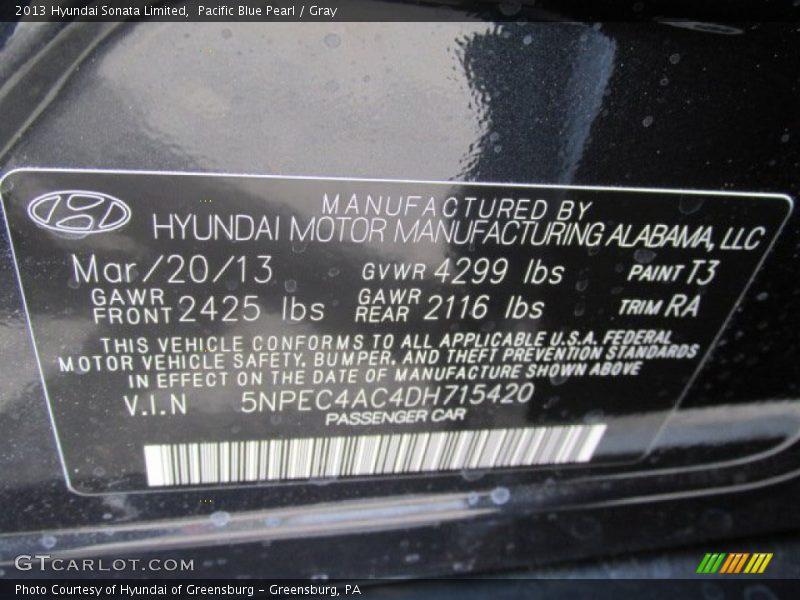 2013 Hyundai Sonata Limited, Pacific Blue Pearl / Gray
MANUFACTURED BY
HYUNDAI MOTOR MANUFACTURING ALABAMA, LLC
Mar/20/13 GVWR 4299 lbs PAINT T3
GAWR FRONT 2425 lbs GAWR REAR 2116 lbs TRIM RA
THIS VEHICLE CONFORMS TO ALL APPLICABLE U.S.A. FEDERAL
MOTOR VEHICLE SAFETY, BUMPER, AND THEFT PREVENTION STANDARDS
IN EFFECT ON THE DATE OF MANUFACTURE SHOWN ABOVE
V.I.N 5NPEC4AC4DH715420
PASSENGER CAR
GTCARLOT.COM
Photo Courtesy of Hyundai of Greensburg - Greensburg, PA